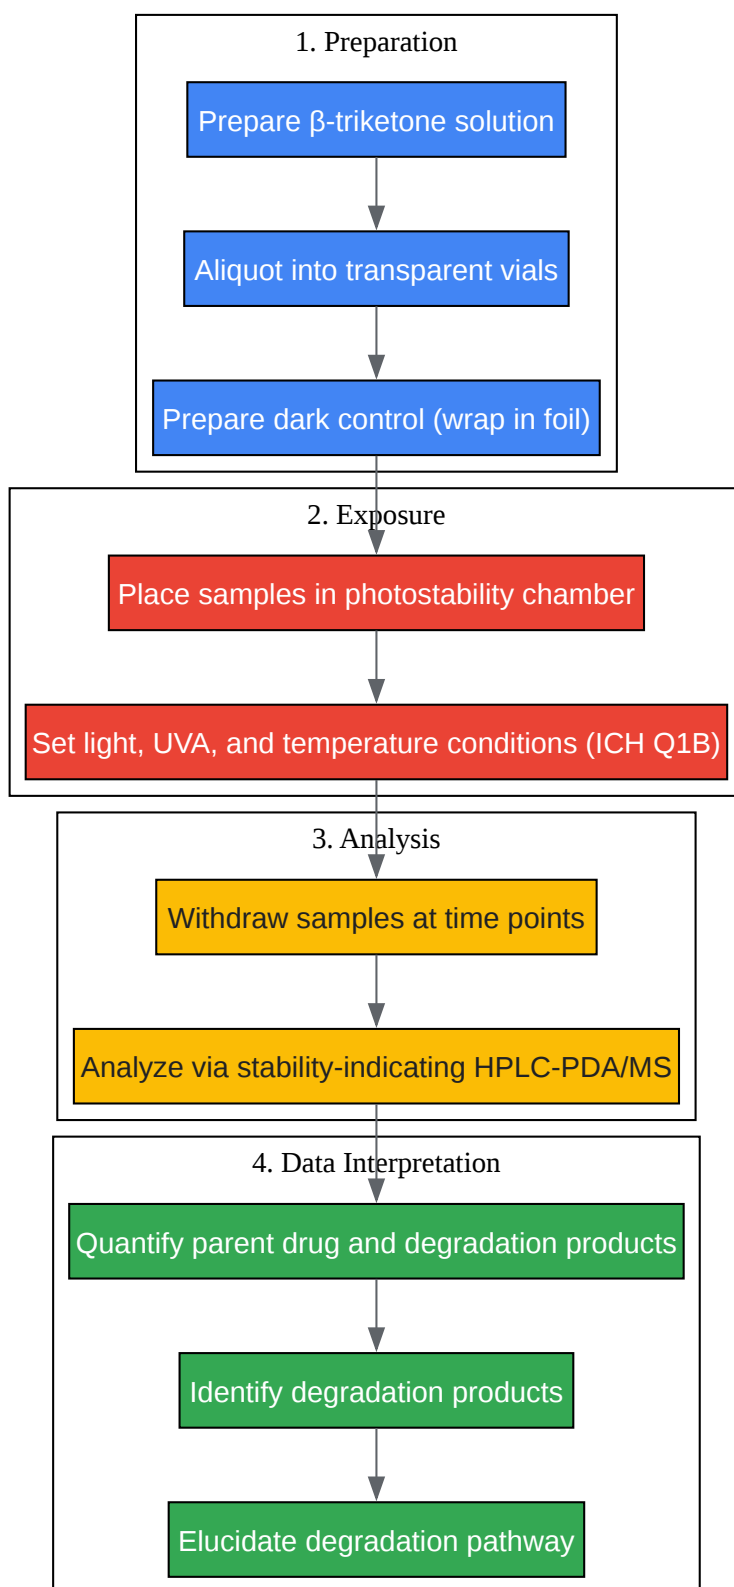 1. Preparation
Prepare β-triketone solution
Aliquot into transparent vials
Prepare dark control (wrap in foil)
2. Exposure
Place samples in photostability chamber
Set light, UVA, and temperature conditions (ICH Q1B)
3. Analysis
Withdraw samples at time points
Analyze via stability-indicating HPLC-PDA/MS
4. Data Interpretation
Quantify parent drug and degradation products
Identify degradation products
Elucidate degradation pathway